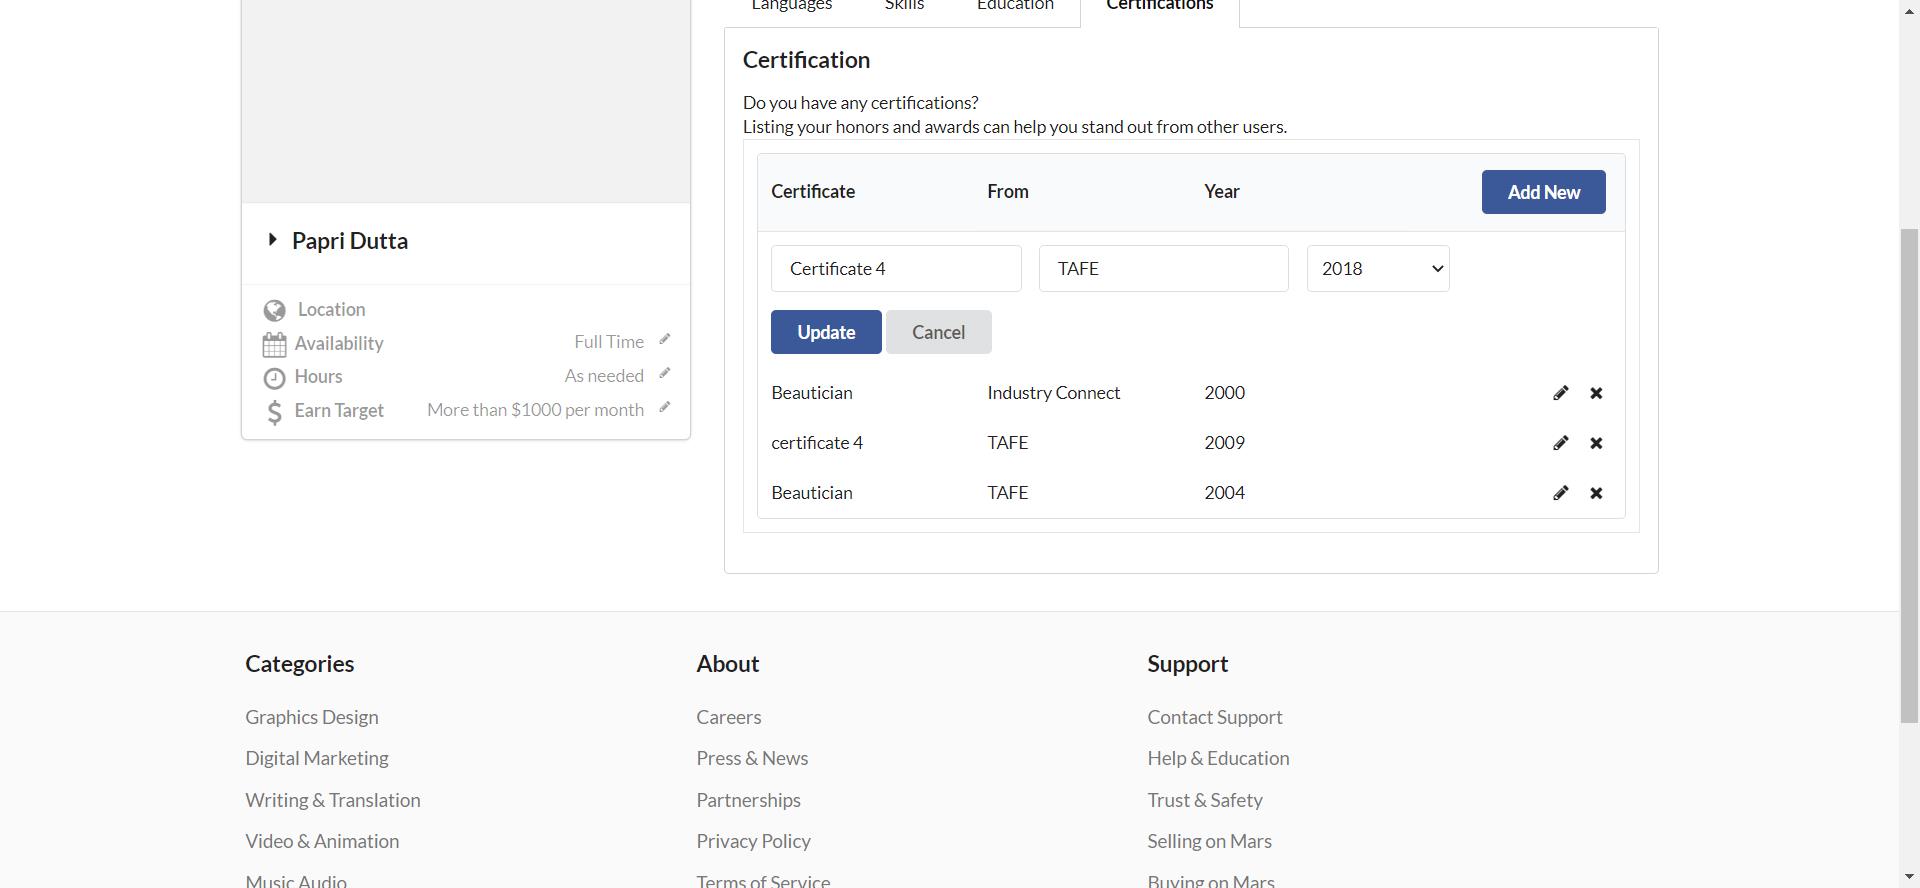 Languages Skills Education Certifications
Certification
Do you have any certifications?
Listing your honors and awards can help you stand out from other users.
Certificate From Year Add New
Certificate 4 TAFE 2018
Update Cancel
Beautician Industry Connect 2000
certificate 4 TAFE 2009
Beautician TAFE 2004
Papri Dutta
Location
Availability Full Time
Hours As needed
Earn Target More than $1000 per month
Categories
Graphics Design
Digital Marketing
Writing & Translation
Video & Animation
Music Audio
About
Careers
Press & News
Partnerships
Privacy Policy
Terms of Service
Support
Contact Support
Help & Education
Trust & Safety
Selling on Mars
Buying on Mars